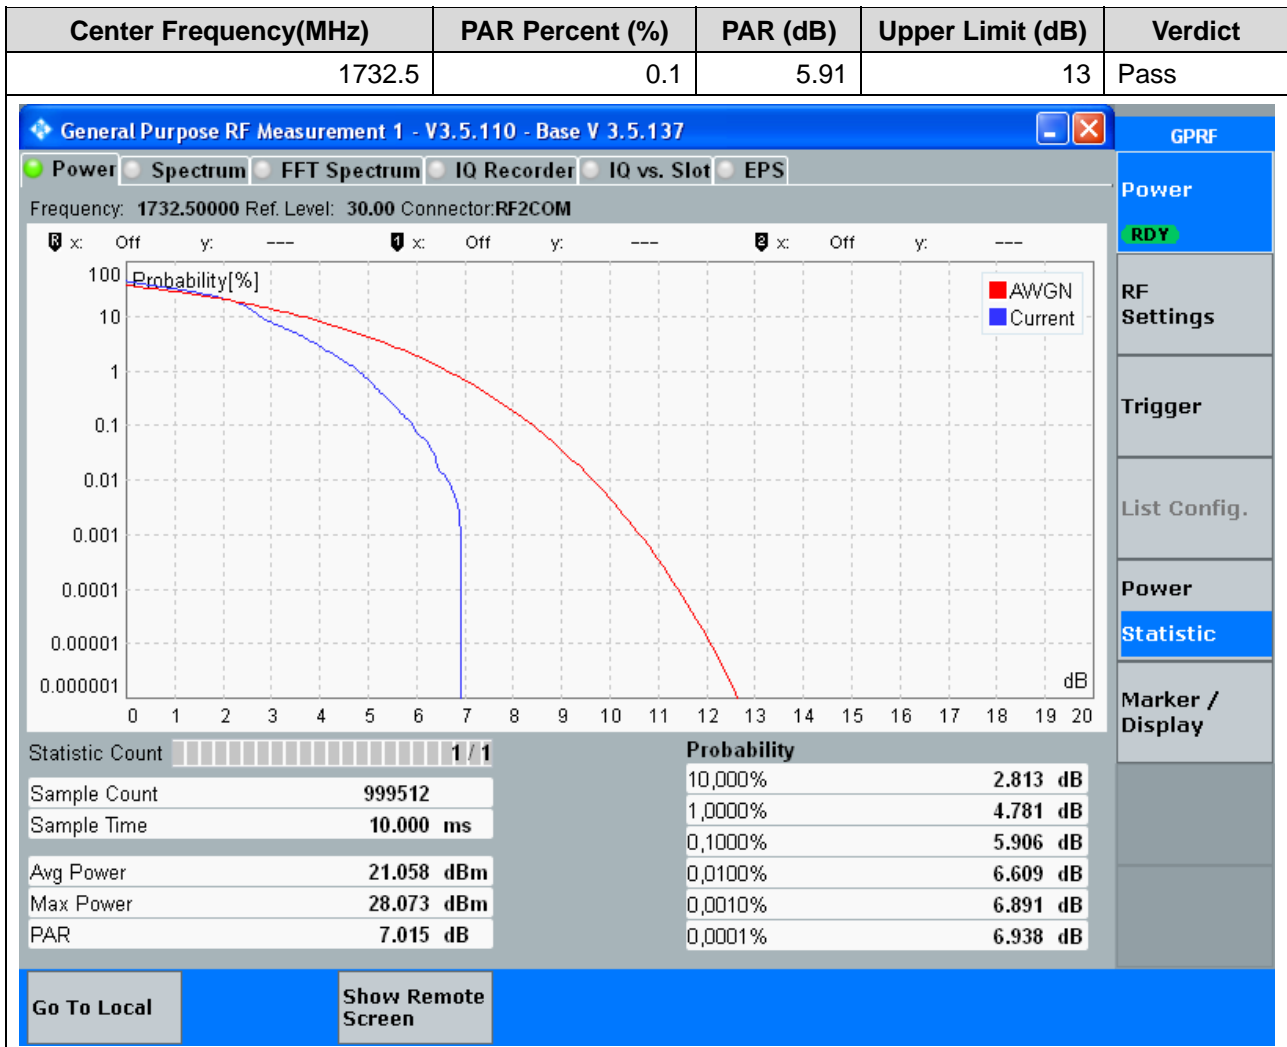 Center Frequency(MHz) PAR Percent (%) PAR (dB) Upper Limit (dB) Verdict
1732.5 0.1 5.91 13 Pass
General Purpose RF Measurement 1 - V3.5.110 - Base V 3.5.137
GPRF
Power Spectrum FFT Spectrum IQ Recorder IQ vs. Slot EPS
Frequency: 1732.50000 Ref. Level: 30.00 Connector:RF2COM
R x: Off y: --- 1 x: Off y: --- 2 x: Off y: ---
Probability[%]
AWGN
Current
100
10
1
0.1
0.01
0.001
0.0001
0.00001
0.000001
dB
0 1 2 3 4 5 6 7 8 9 10 11 12 13 14 15 16 17 18 19 20
Statistic Count 1 / 1
Sample Count 999512
Sample Time 10.000 ms
Avg Power 21.058 dBm
Max Power 28.073 dBm
PAR 7.015 dB
Probability
10,000% 2.813 dB
1,0000% 4.781 dB
0,1000% 5.906 dB
0,0100% 6.609 dB
0,0010% 6.891 dB
0,0001% 6.938 dB
Power
RDY
RF
Settings
Trigger
List Config.
Power
Statistic
Marker /
Display
Go To Local
Show Remote
Screen